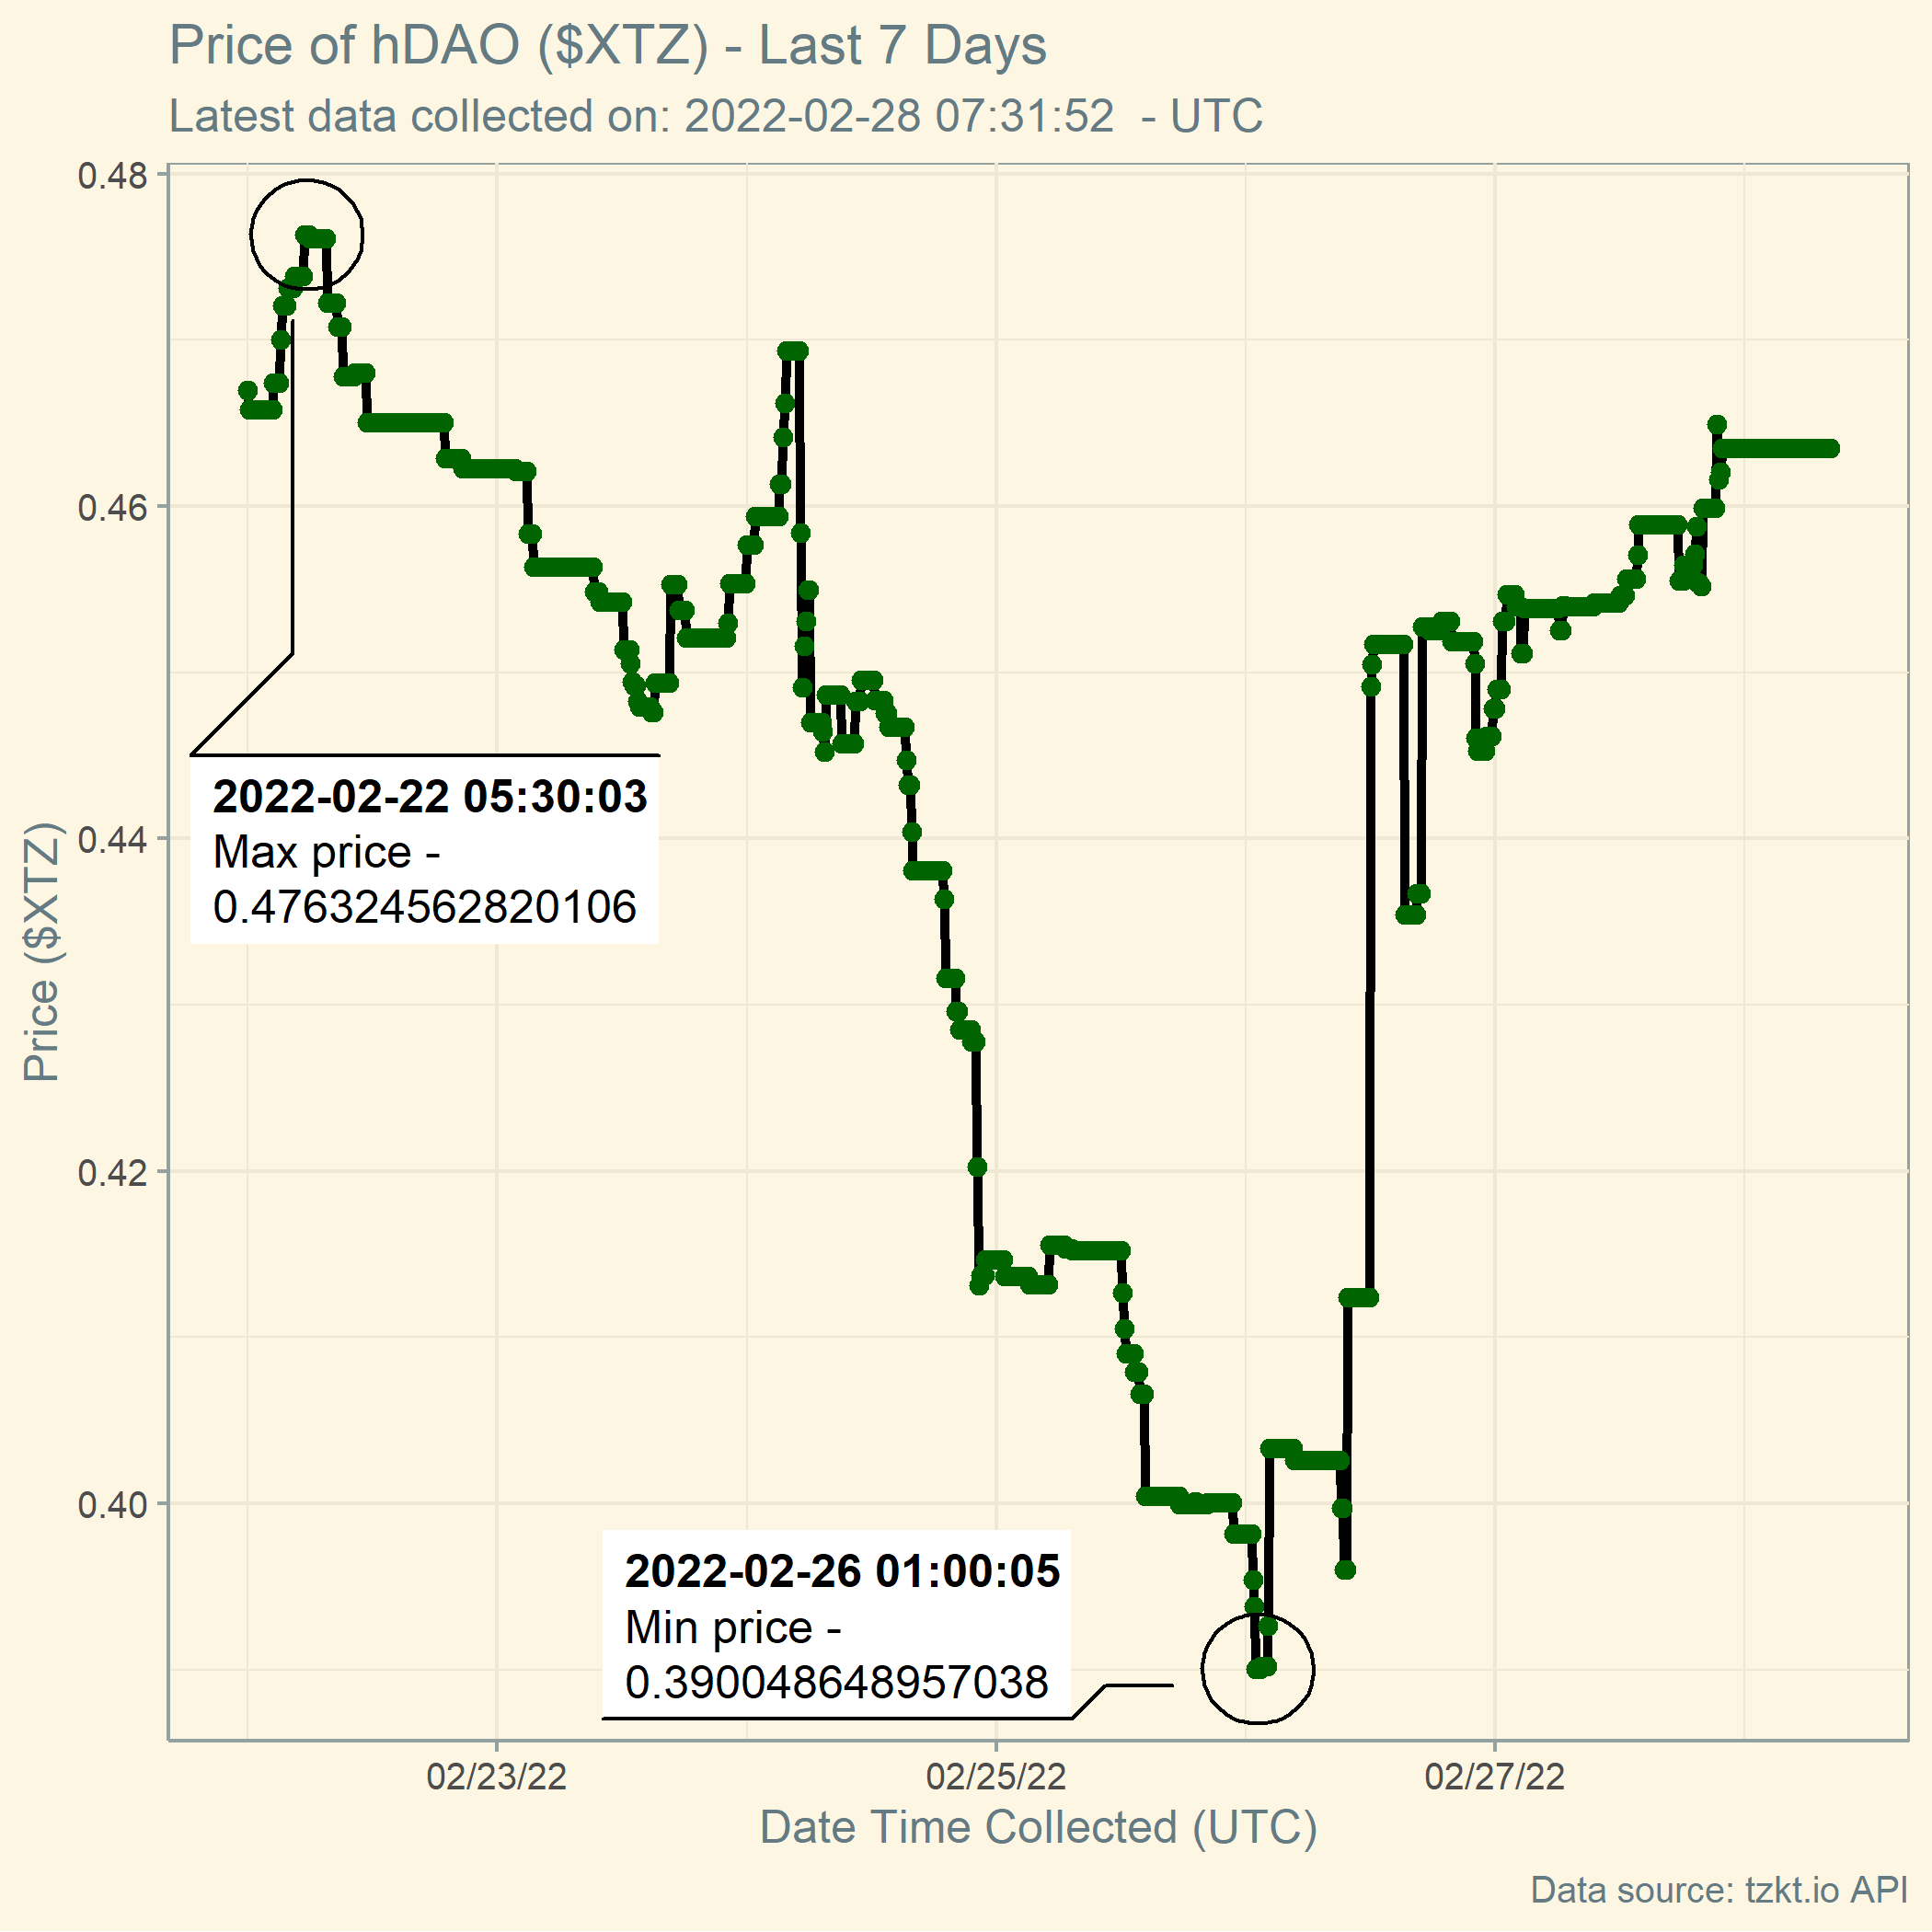 Price of hDAO ($XTZ) - Last 7 Days
Latest data collected on: 2022-02-28 07:31:52  - UTC
Price ($XTZ)
0.48
0.46
0.44
0.42
0.40
2022-02-22 05:30:03
Max price -
0.476324562820106
2022-02-26 01:00:05
Min price -
0.390048648957038
02/23/22
02/25/22
02/27/22
Date Time Collected (UTC)
Data source: tzkt.io API